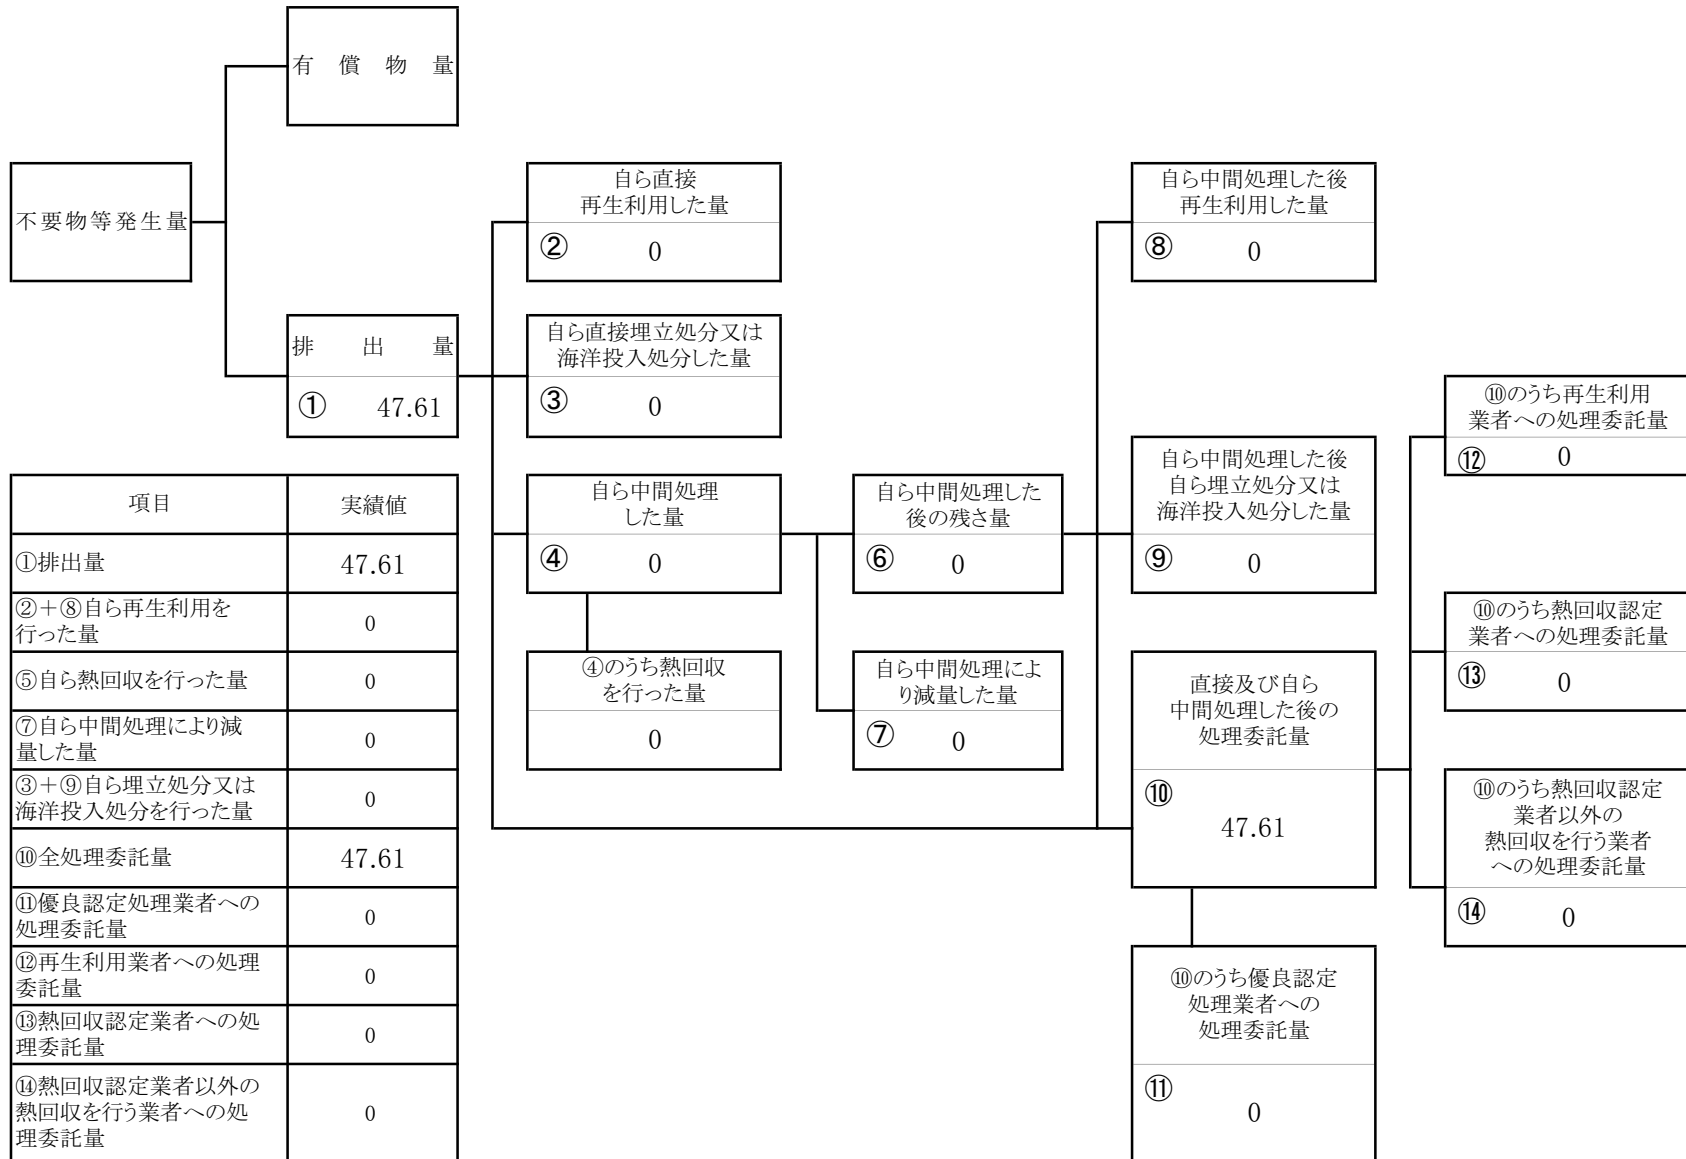 有償物量
不要物等発生量
排出量
① 47.61
自ら直接
再生利用した量
② 0
自ら直接埋立処分又は
海洋投入処分した量
③ 0
自ら中間処理
した量
④ 0
④のうち熱回収
を行った量
0
自ら中間処理した
後の残さ量
⑥ 0
自ら中間処理によ
り減量した量
⑦ 0
自ら中間処理した後
再生利用した量
⑧ 0
自ら中間処理した後
自ら埋立処分又は
海洋投入処分した量
⑨ 0
直接及び自ら
中間処理した後の
処理委託量
⑩
47.61
⑩のうち優良認定
処理業者への
処理委託量
⑪
0
⑩のうち再生利用
業者への処理委託量
⑫ 0
⑩のうち熱回収認定
業者への処理委託量
⑬ 0
⑩のうち熱回収認定
業者以外の
熱回収を行う業者
への処理委託量
⑭ 0
項目 実績値
①排出量 47.61
②+⑧自ら再生利用を
行った量 0
⑤自ら熱回収を行った量 0
⑦自ら中間処理により減
量した量 0
③+⑨自ら埋立処分又は
海洋投入処分を行った量 0
⑩全処理委託量 47.61
⑪優良認定処理業者への
処理委託量 0
⑫再生利用業者への処理
委託量 0
⑬熱回収認定業者への処
理委託量 0
⑭熱回収認定業者以外の
熱回収を行う業者への処
理委託量 0